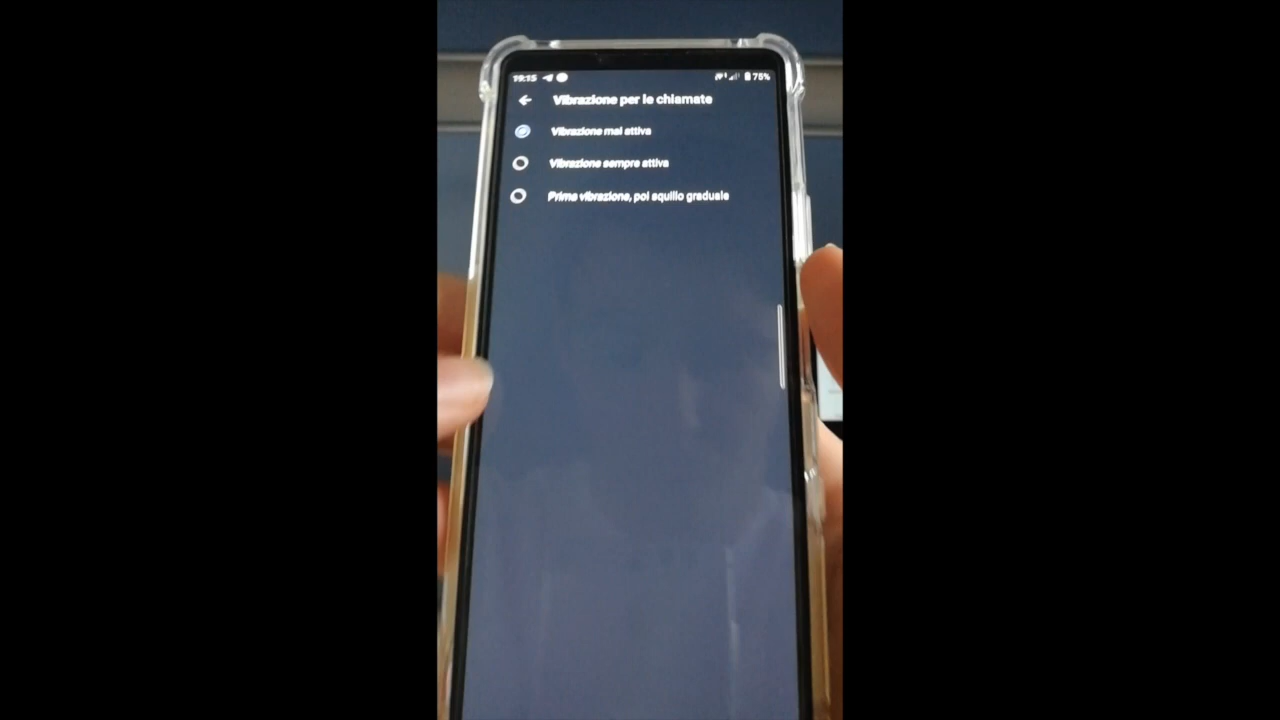 19:15 75%
Vibrazione per le chiamate
Vibrazione mai attiva
Vibrazione sempre attiva
Prima vibrazione, poi squillo graduale